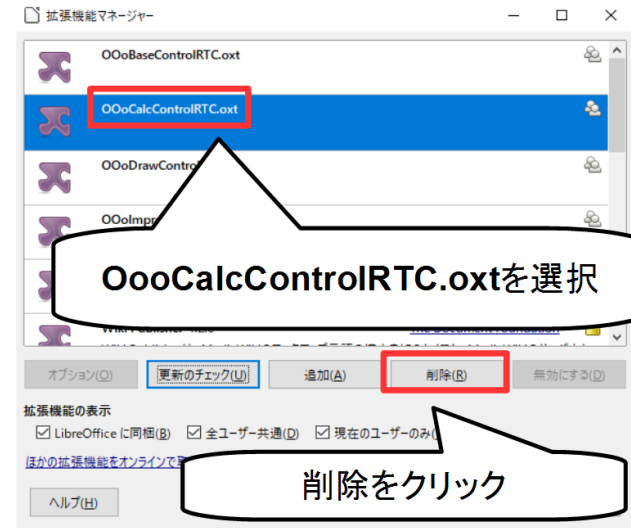 拡張機能マネージャー
OOoBaseControlRTC.oxt
OOoCalcControlRTC.oxt
OOoDrawContro
OOoImpr
OooCalcControlRTC.oxtを選択
オプション(O) 更新のチェック(U) 追加(A) 削除(R) 無効にする(D)
拡張機能の表示
LibreOffice に同梱(B) 全ユーザー共通(D) 現在のユーザーのみ(
ほかの拡張機能をオンラインで
削除をクリック
ヘルプ(H)